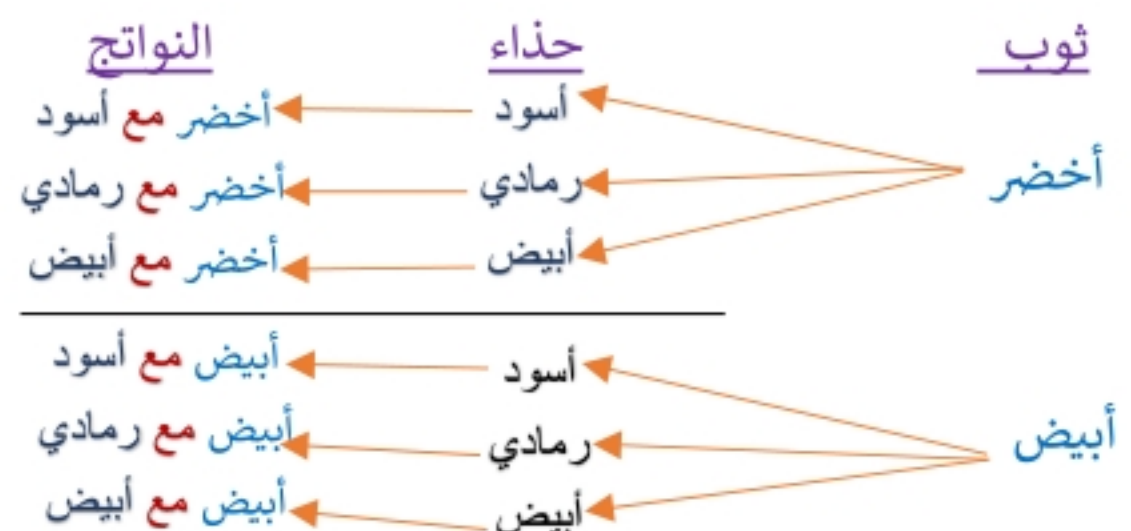 ثوب حذاء النواتج
أخضر
أسود أخضر مع أسود
رمادي أخضر مع رمادي
أبيض أخضر مع أبيض
أبيض
أسود أبيض مع أسود
رمادي أبيض مع رمادي
أبيض أبيض مع أبيض